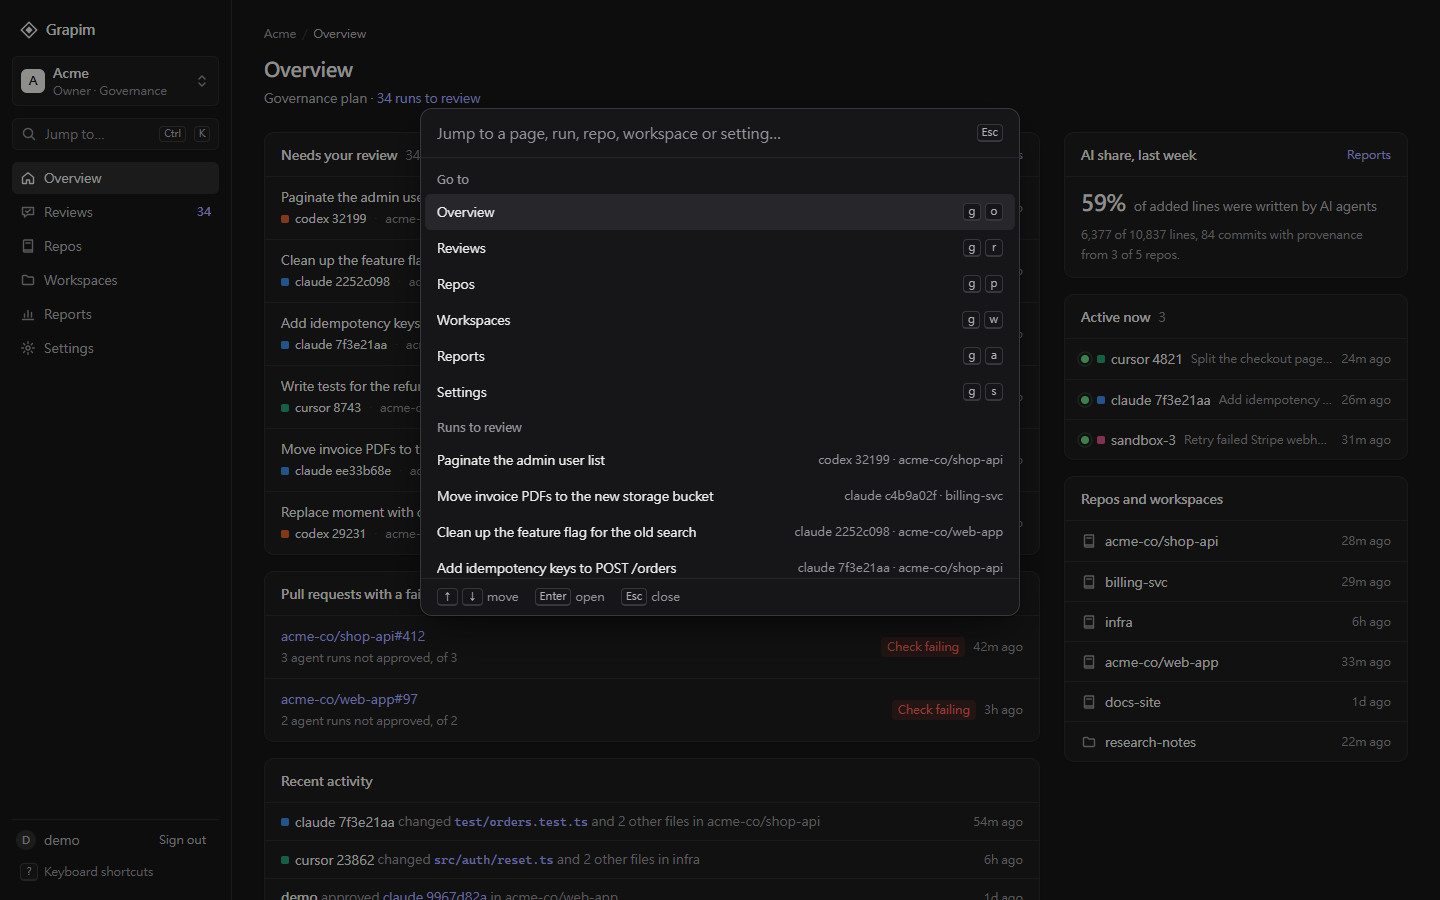 Grapim
A
Acme
Owner · Governance
Jump to...
Ctrl K
Overview
Reviews 34
Repos
Workspaces
Reports
Settings
D demo Sign out
? Keyboard shortcuts
Acme / Overview
Overview
Governance plan · 34 runs to review
Needs your review 34
Paginate the admin use
codex 32199 acme-
Clean up the feature fla
claude 2252c098 ac
Add idempotency keys
claude 7f3e21aa ac
Write tests for the refu
cursor 8743 acme-c
Move invoice PDFs to t
claude ee33b68e ac
Replace moment with
codex 29231 acme-
Jump to a page, run, repo, workspace or setting... Esc
Go to
Overview g o
Reviews g r
Repos g p
Workspaces g w
Reports g a
Settings g s
Runs to review
Paginate the admin user list codex 32199 · acme-co/shop-api
Move invoice PDFs to the new storage bucket claude c4b9a02f · billing-svc
Clean up the feature flag for the old search claude 2252c098 · acme-co/web-app
Add idempotency keys to POST /orders claude 7f3e21aa · acme-co/shop-api
↑ ↓ move Enter open Esc close
Pull requests with a fai
acme-co/shop-api#412
3 agent runs not approved, of 3
Check failing 42m ago
acme-co/web-app#97
2 agent runs not approved, of 2
Check failing 3h ago
Recent activity
claude 7f3e21aa changed test/orders.test.ts and 2 other files in acme-co/shop-api 54m ago
cursor 23862 changed src/auth/reset.ts and 2 other files in infra 6h ago
demo approved claude 9967d82a in acme-co/web-app 1d ago
AI share, last week Reports
59% of added lines were written by AI agents
6,377 of 10,837 lines, 84 commits with provenance
from 3 of 5 repos.
Active now 3
cursor 4821 Split the checkout page... 24m ago
claude 7f3e21aa Add idempotency ... 26m ago
sandbox-3 Retry failed Stripe webh... 31m ago
Repos and workspaces
acme-co/shop-api 28m ago
billing-svc 29m ago
infra 6h ago
acme-co/web-app 33m ago
docs-site 1d ago
research-notes 22m ago